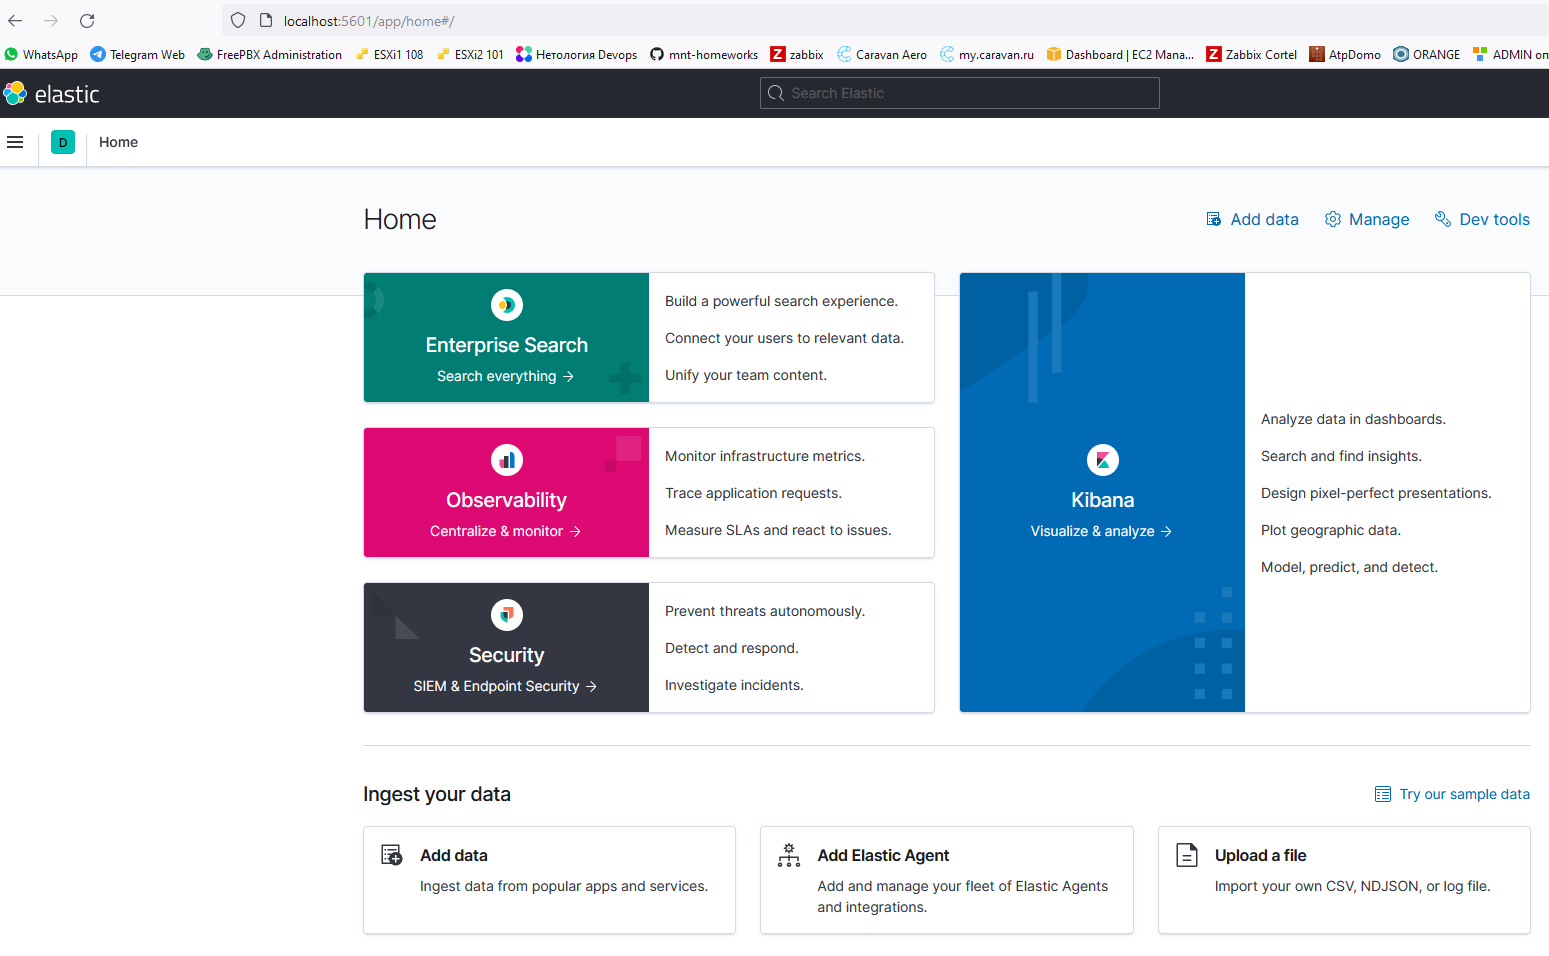 localhost:5601/app/home#/
WhatsApp Telegram Web FreePBX Administration ESXi1 108 ESXi2 101 Нетология Devops mnt-homeworks zabbix Caravan Aero my.caravan.ru Dashboard | EC2 Mana... Zabbix Cortel AtpDomo ORANGE ADMIN on
elastic
Search Elastic
D Home
Home
Add data Manage Dev tools
Enterprise Search
Search everything →
Build a powerful search experience.
Connect your users to relevant data.
Unify your team content.
Observability
Centralize & monitor →
Monitor infrastructure metrics.
Trace application requests.
Measure SLAs and react to issues.
Security
SIEM & Endpoint Security →
Prevent threats autonomously.
Detect and respond.
Investigate incidents.
Kibana
Visualize & analyze →
Analyze data in dashboards.
Search and find insights.
Design pixel-perfect presentations.
Plot geographic data.
Model, predict, and detect.
Ingest your data
Try our sample data
Add data
Ingest data from popular apps and services.
Add Elastic Agent
Add and manage your fleet of Elastic Agents
and integrations.
Upload a file
Import your own CSV, NDJSON, or log file.